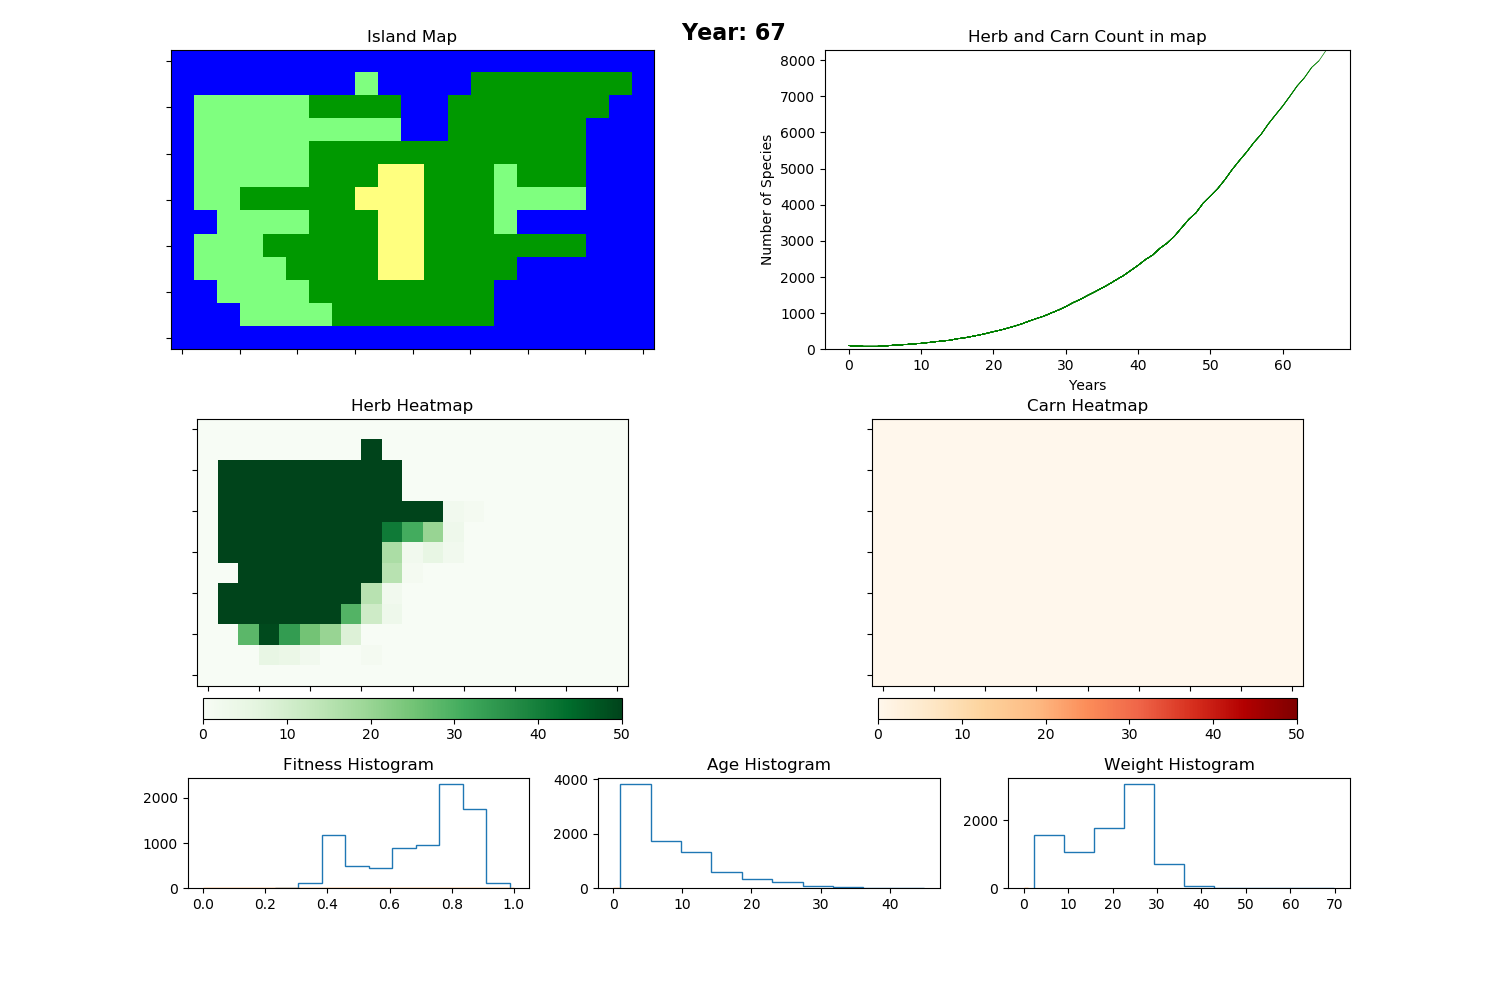 Year: 67
Island Map
Herb and Carn Count in map
8000
7000
6000
5000
4000
3000
2000
1000
0
Number of Species
0 10 20 30 40 50 60
Years
Herb Heatmap
Carn Heatmap
0 10 20 30 40 50
0 10 20 30 40 50
Fitness Histogram
2000
1000
0
0.0 0.2 0.4 0.6 0.8 1.0
Age Histogram
4000
2000
0
0 10 20 30 40
Weight Histogram
2000
0
0 10 20 30 40 50 60 70